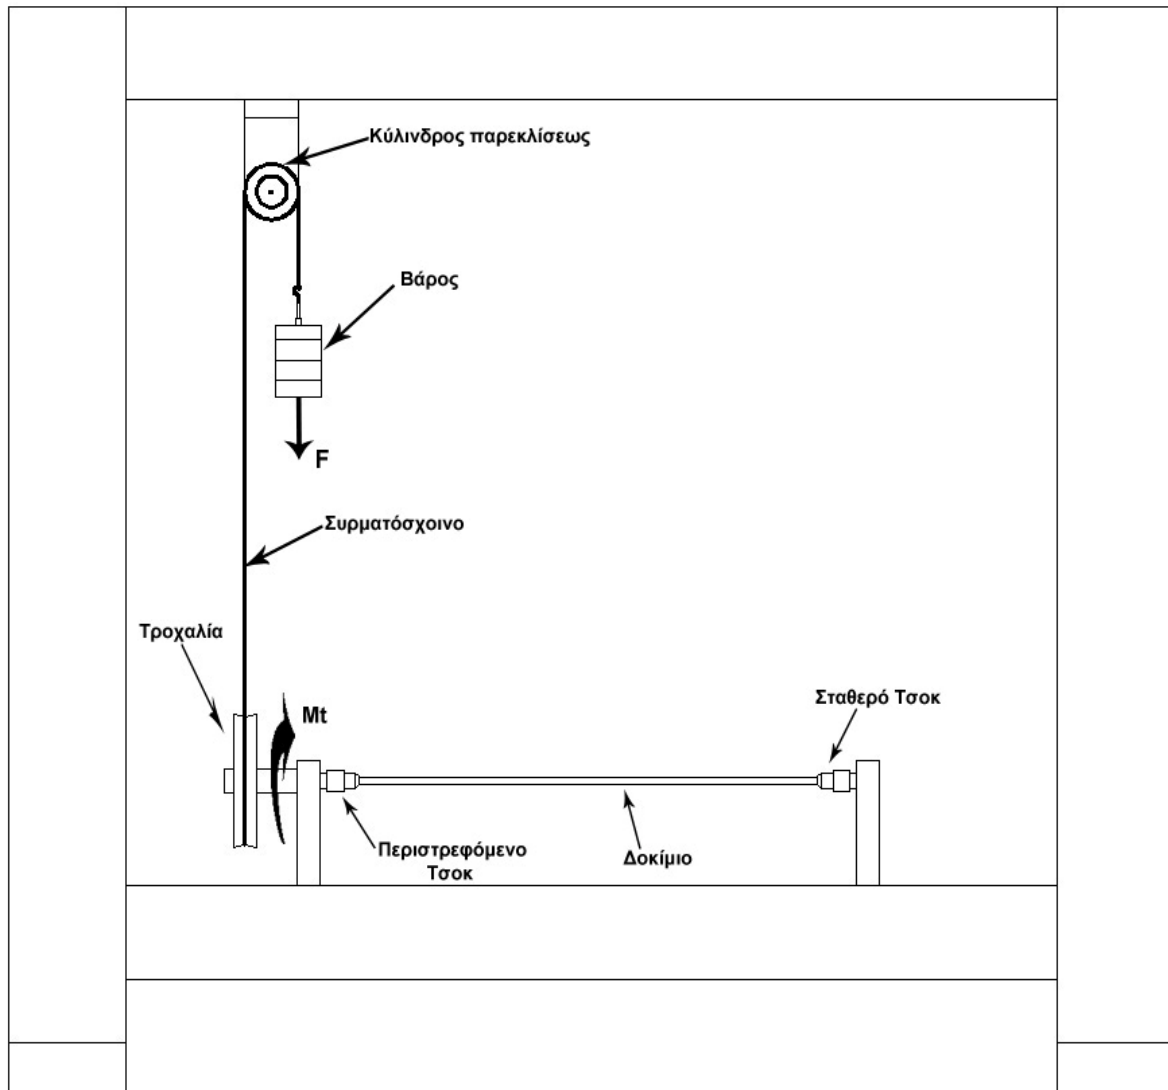 Κύλινδρος παρεκλίσεως
Βάρος
F
Συρματόσχοινο
Τροχαλία
Mt
Σταθερό Τσοκ
Περιστρεφόμενο
Τσοκ
Δοκίμιο